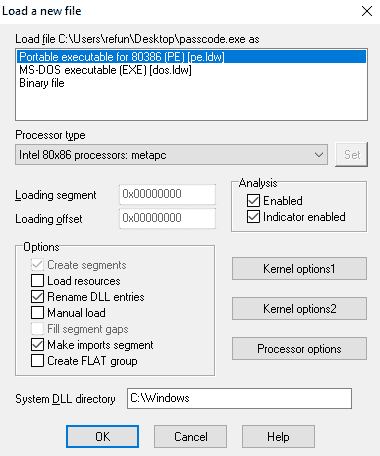 Load a new file
Load file C:\Users\refun\Desktop\passcode.exe as
Portable executable for 80386 (PE) [pe.ldw]
MS-DOS executable (EXE) [dos.ldw]
Binary file
Processor type
Intel 80x86 processors: metapc
Set
Loading segment 0x00000000
Loading offset 0x00000000
Analysis
Enabled
Indicator enabled
Options
Create segments
Load resources
Rename DLL entries
Manual load
Fill segment gaps
Make imports segment
Create FLAT group
Kernel options1
Kernel options2
Processor options
System DLL directory C:\Windows
OK Cancel Help